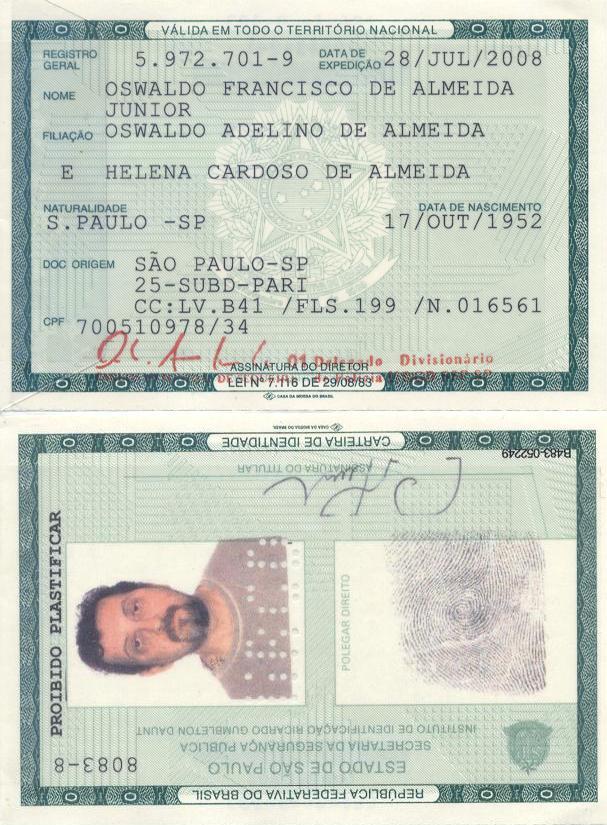 VÁLIDA EM TODO O TERRITÓRIO NACIONAL
REGISTRO GERAL 5.972.701-9 DATA DE EXPEDIÇÃO 28/JUL/2008
NOME OSWALDO FRANCISCO DE ALMEIDA
JUNIOR
FILIAÇÃO OSWALDO ADELINO DE ALMEIDA
E HELENA CARDOSO DE ALMEIDA
NATURALIDADE DATA DE NASCIMENTO
S.PAULO -SP 17/OUT/1952
DOC ORIGEM SÃO PAULO-SP
25-SUBD-PARI
CC:LV.B41 /FLS.199 /N.016561
CPF 700510978/34
01 Delegado Divisionário
ASSINATURA DO DIRETOR
LEI Nº 7.116 DE 29/08/83
CASA DA MOEDA DO BRASIL
CASA DA MOEDA DO BRASIL
CARTEIRA DE IDENTIDADE
B483-052249
ASSINATURA DO TITULAR
PROIBIDO PLASTIFICAR
POLEGAR DIREITO
8083-8
INSTITUTO DE IDENTIFICAÇÃO RICARDO GUMBLETON DAUNT
SECRETARIA DA SEGURANÇA PÚBLICA
ESTADO DE SÃO PAULO
REPÚBLICA FEDERATIVA DO BRASIL